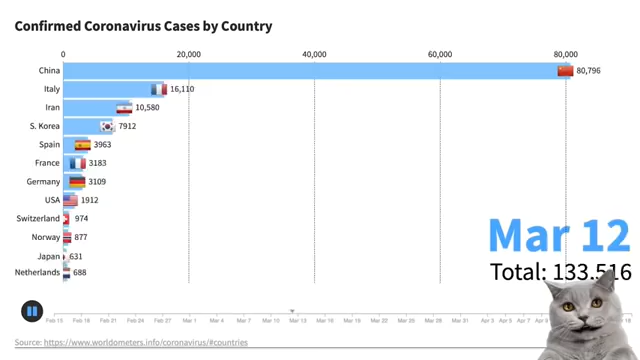 Confirmed Coronavirus Cases by Country
0 20,000 40,000 60,000 80,000
China 80,796
Italy 16,110
Iran 10,580
S. Korea 7912
Spain 3963
France 3183
Germany 3109
USA 1912
Switzerland 974
Norway 877
Japan 631
Netherlands 688
Mar 12
Total: 133,516
Feb 15 Feb 18 Feb 21 Feb 24 Feb 27 Mar 1 Mar 4 Mar 7 Mar 10 Mar 13 Mar 16 Mar 19 Mar 22 Mar 25 Mar 28 Mar 31 Apr 3 Apr 5 Apr 8
Source: https://www.worldometers.info/coronavirus/#countries